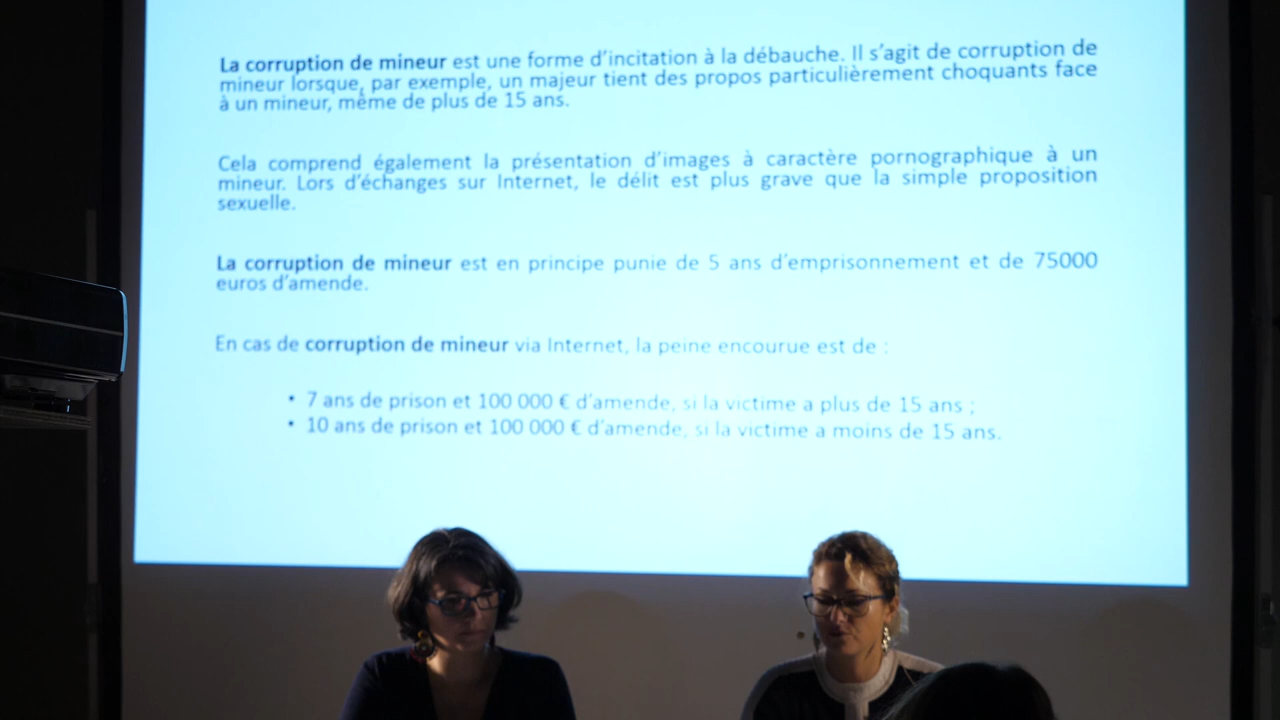 La corruption de mineur est une forme d'incitation à la débauche. Il s'agit de corruption de
mineur lorsque, par exemple, un majeur tient des propos particulièrement choquants face
à un mineur, même de plus de 15 ans.
Cela comprend également la présentation d'images à caractère pornographique à un
mineur. Lors d'échanges sur Internet, le délit est plus grave que la simple proposition
sexuelle.
La corruption de mineur est en principe punie de 5 ans d'emprisonnement et de 75000
euros d'amende.
En cas de corruption de mineur via Internet, la peine encourue est de :
• 7 ans de prison et 100 000 € d'amende, si la victime a plus de 15 ans ;
• 10 ans de prison et 100 000 € d'amende, si la victime a moins de 15 ans.